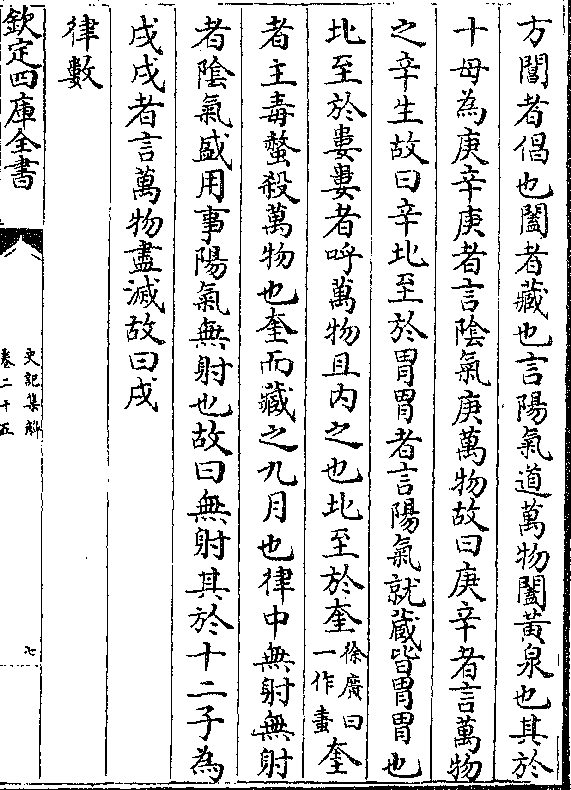 方閶者倡也闔者藏也言陽氣道萬物闔黃泉也其於
十母為庚辛庚者言陰氣庚萬物故曰庚辛者言萬物
之辛生故曰辛北至於胃胃者言陽氣就藏皆胃胃也
北至於婁婁者呼萬物且内之也北至於奎徐廣曰一作畫奎
者主毒螫殺萬物也奎而藏之九月也律中無射無射
者陰氣盛用事陽氣無射也故曰無射其於十二子為
戌戌者言萬物盡滅故曰戌
律數
欽定四庫全書
史記集解
卷二十五
七